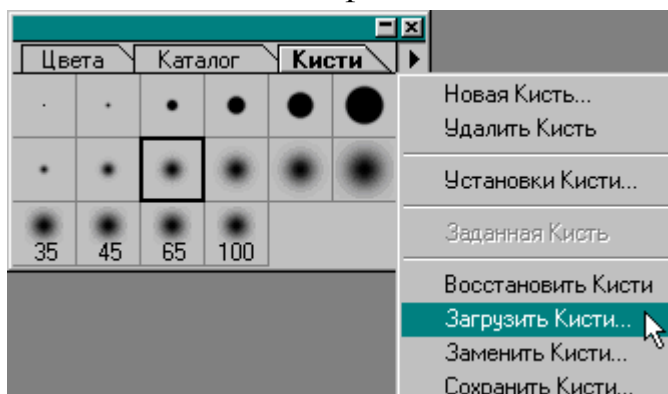 Цвета Каталог Кисти
35 45 65 100
Новая Кисть...
Удалить Кисть
Установки Кисти...
Заданная Кисть
Восстановить Кисти
Загрузить Кисти...
Заменить Кисти...
Сохранить Кисти...